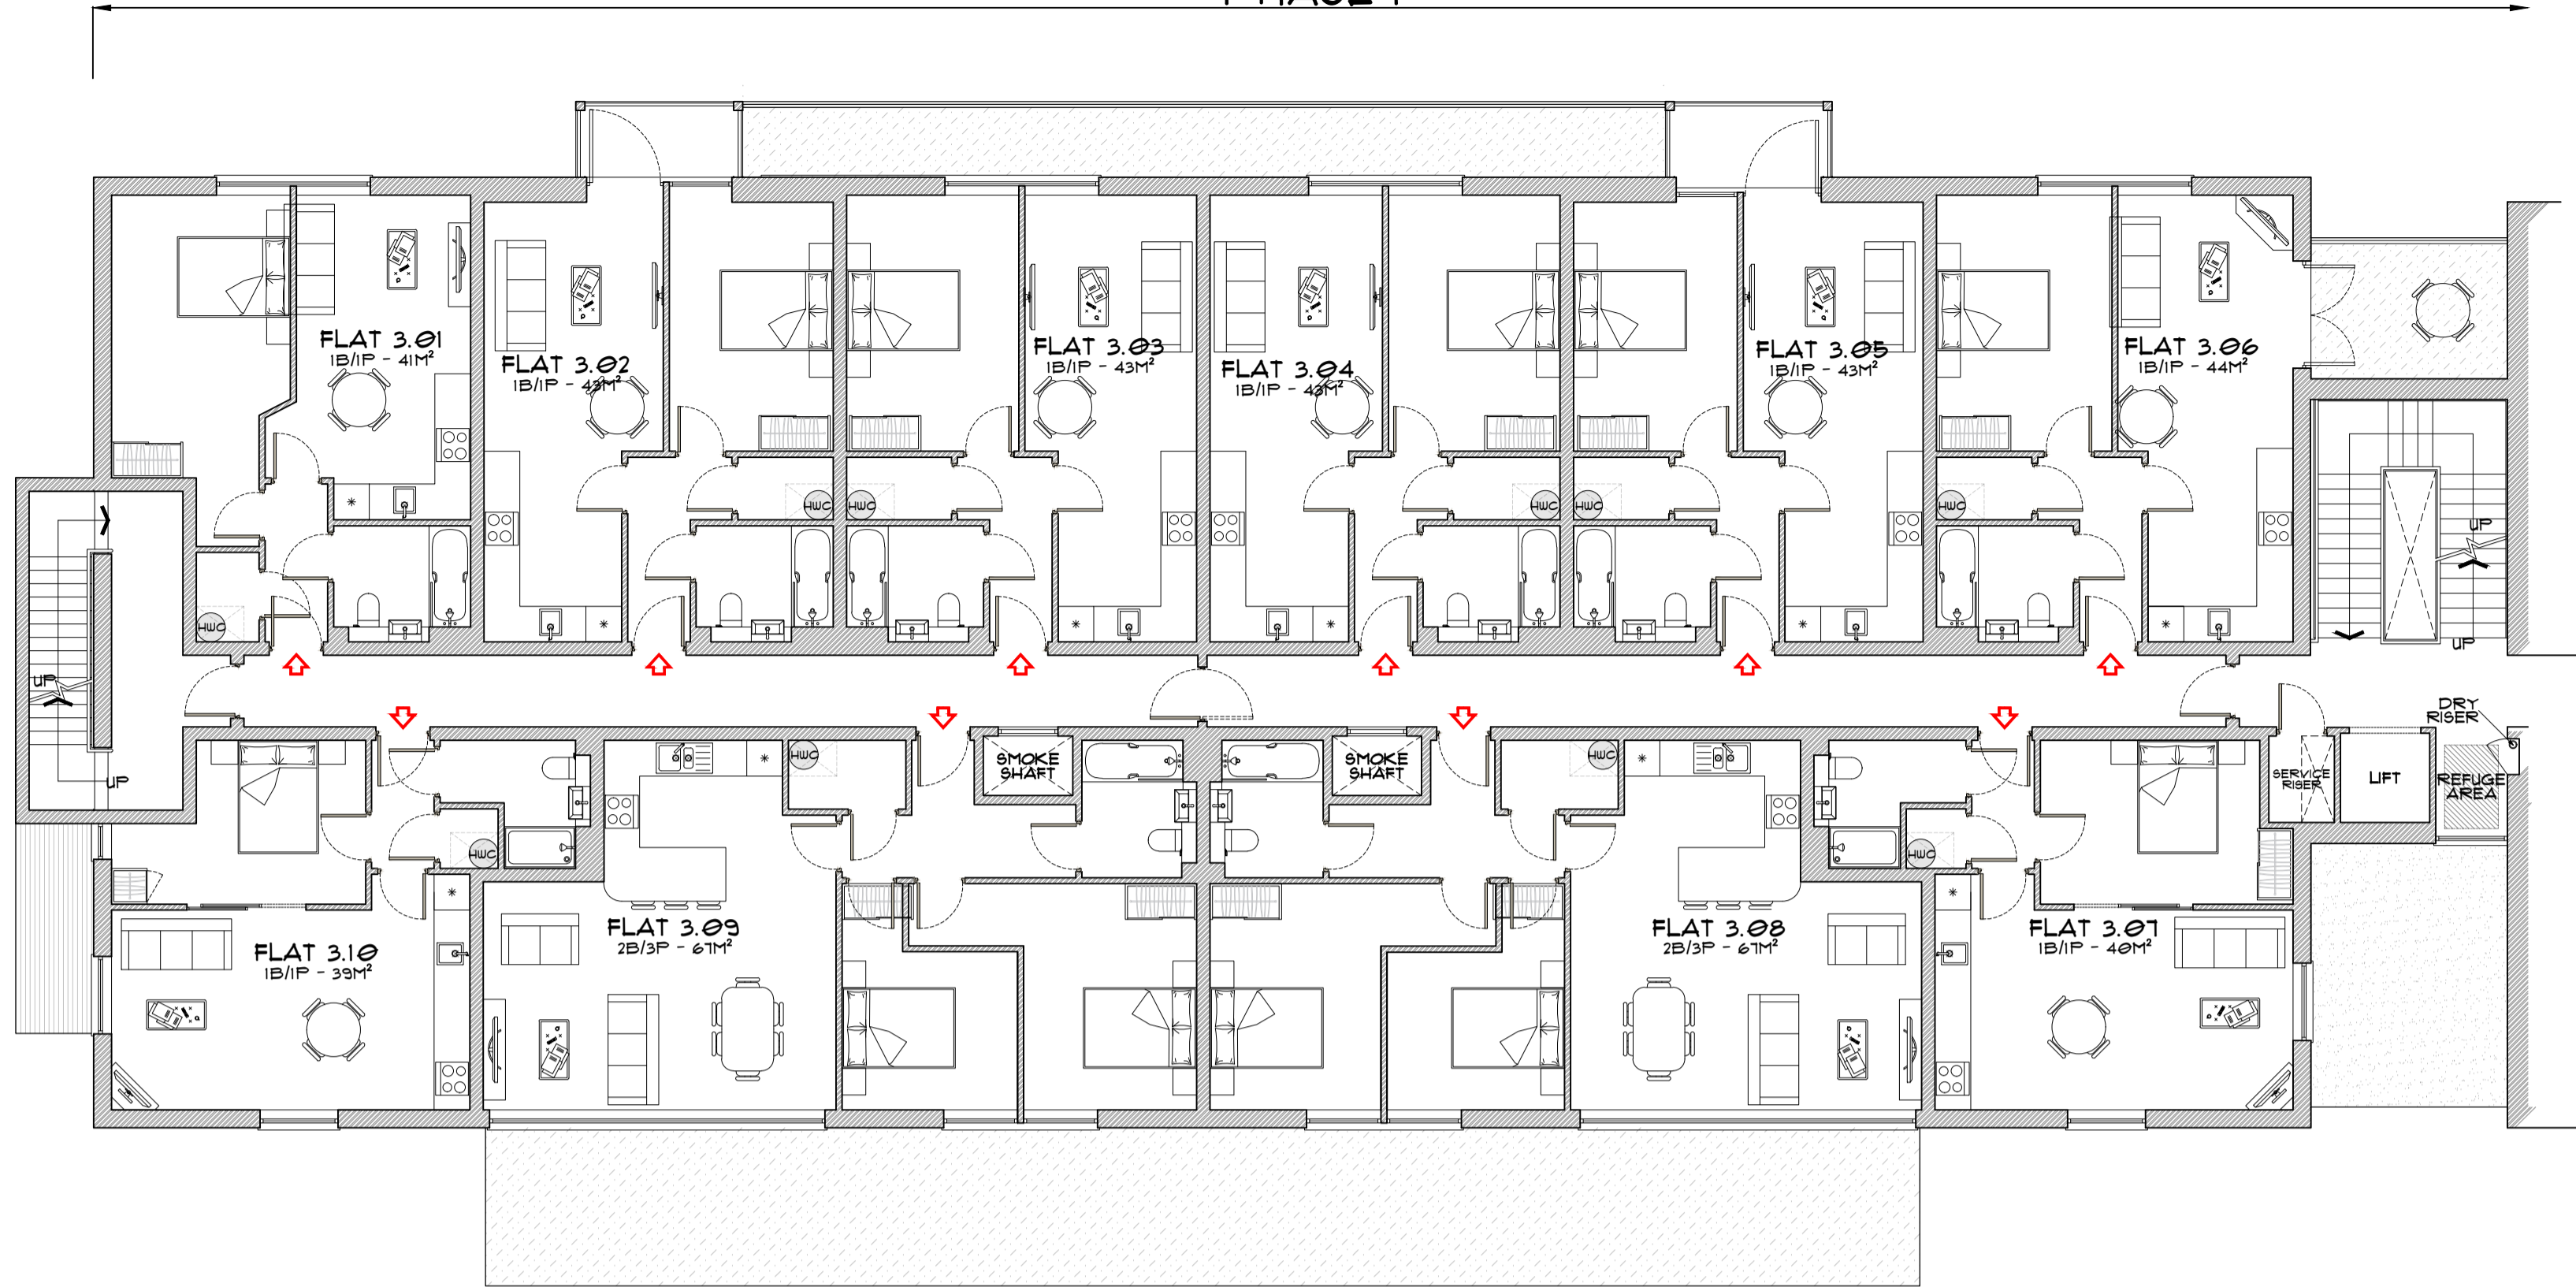 FLAT 3.01
1B/1P - 41M²
FLAT 3.02
1B/1P - 43M²
FLAT 3.03
1B/1P - 43M²
FLAT 3.04
1B/1P - 43M²
FLAT 3.05
1B/1P - 43M²
FLAT 3.06
1B/1P - 44M²
HWC
HWC
HWC
HWC
HWC
HWC
UP
UP
UP
UP
UP
DRY
RISER
SMOKE
SHAFT
SMOKE
SHAFT
HWC
HWC
HWC
HWC
SERVICE
RISER
LIFT
REFUGE
AREA
FLAT 3.10
1B/1P - 39M²
FLAT 3.09
2B/3P - 67M²
FLAT 3.08
2B/3P - 67M²
FLAT 3.07
1B/1P - 40M²